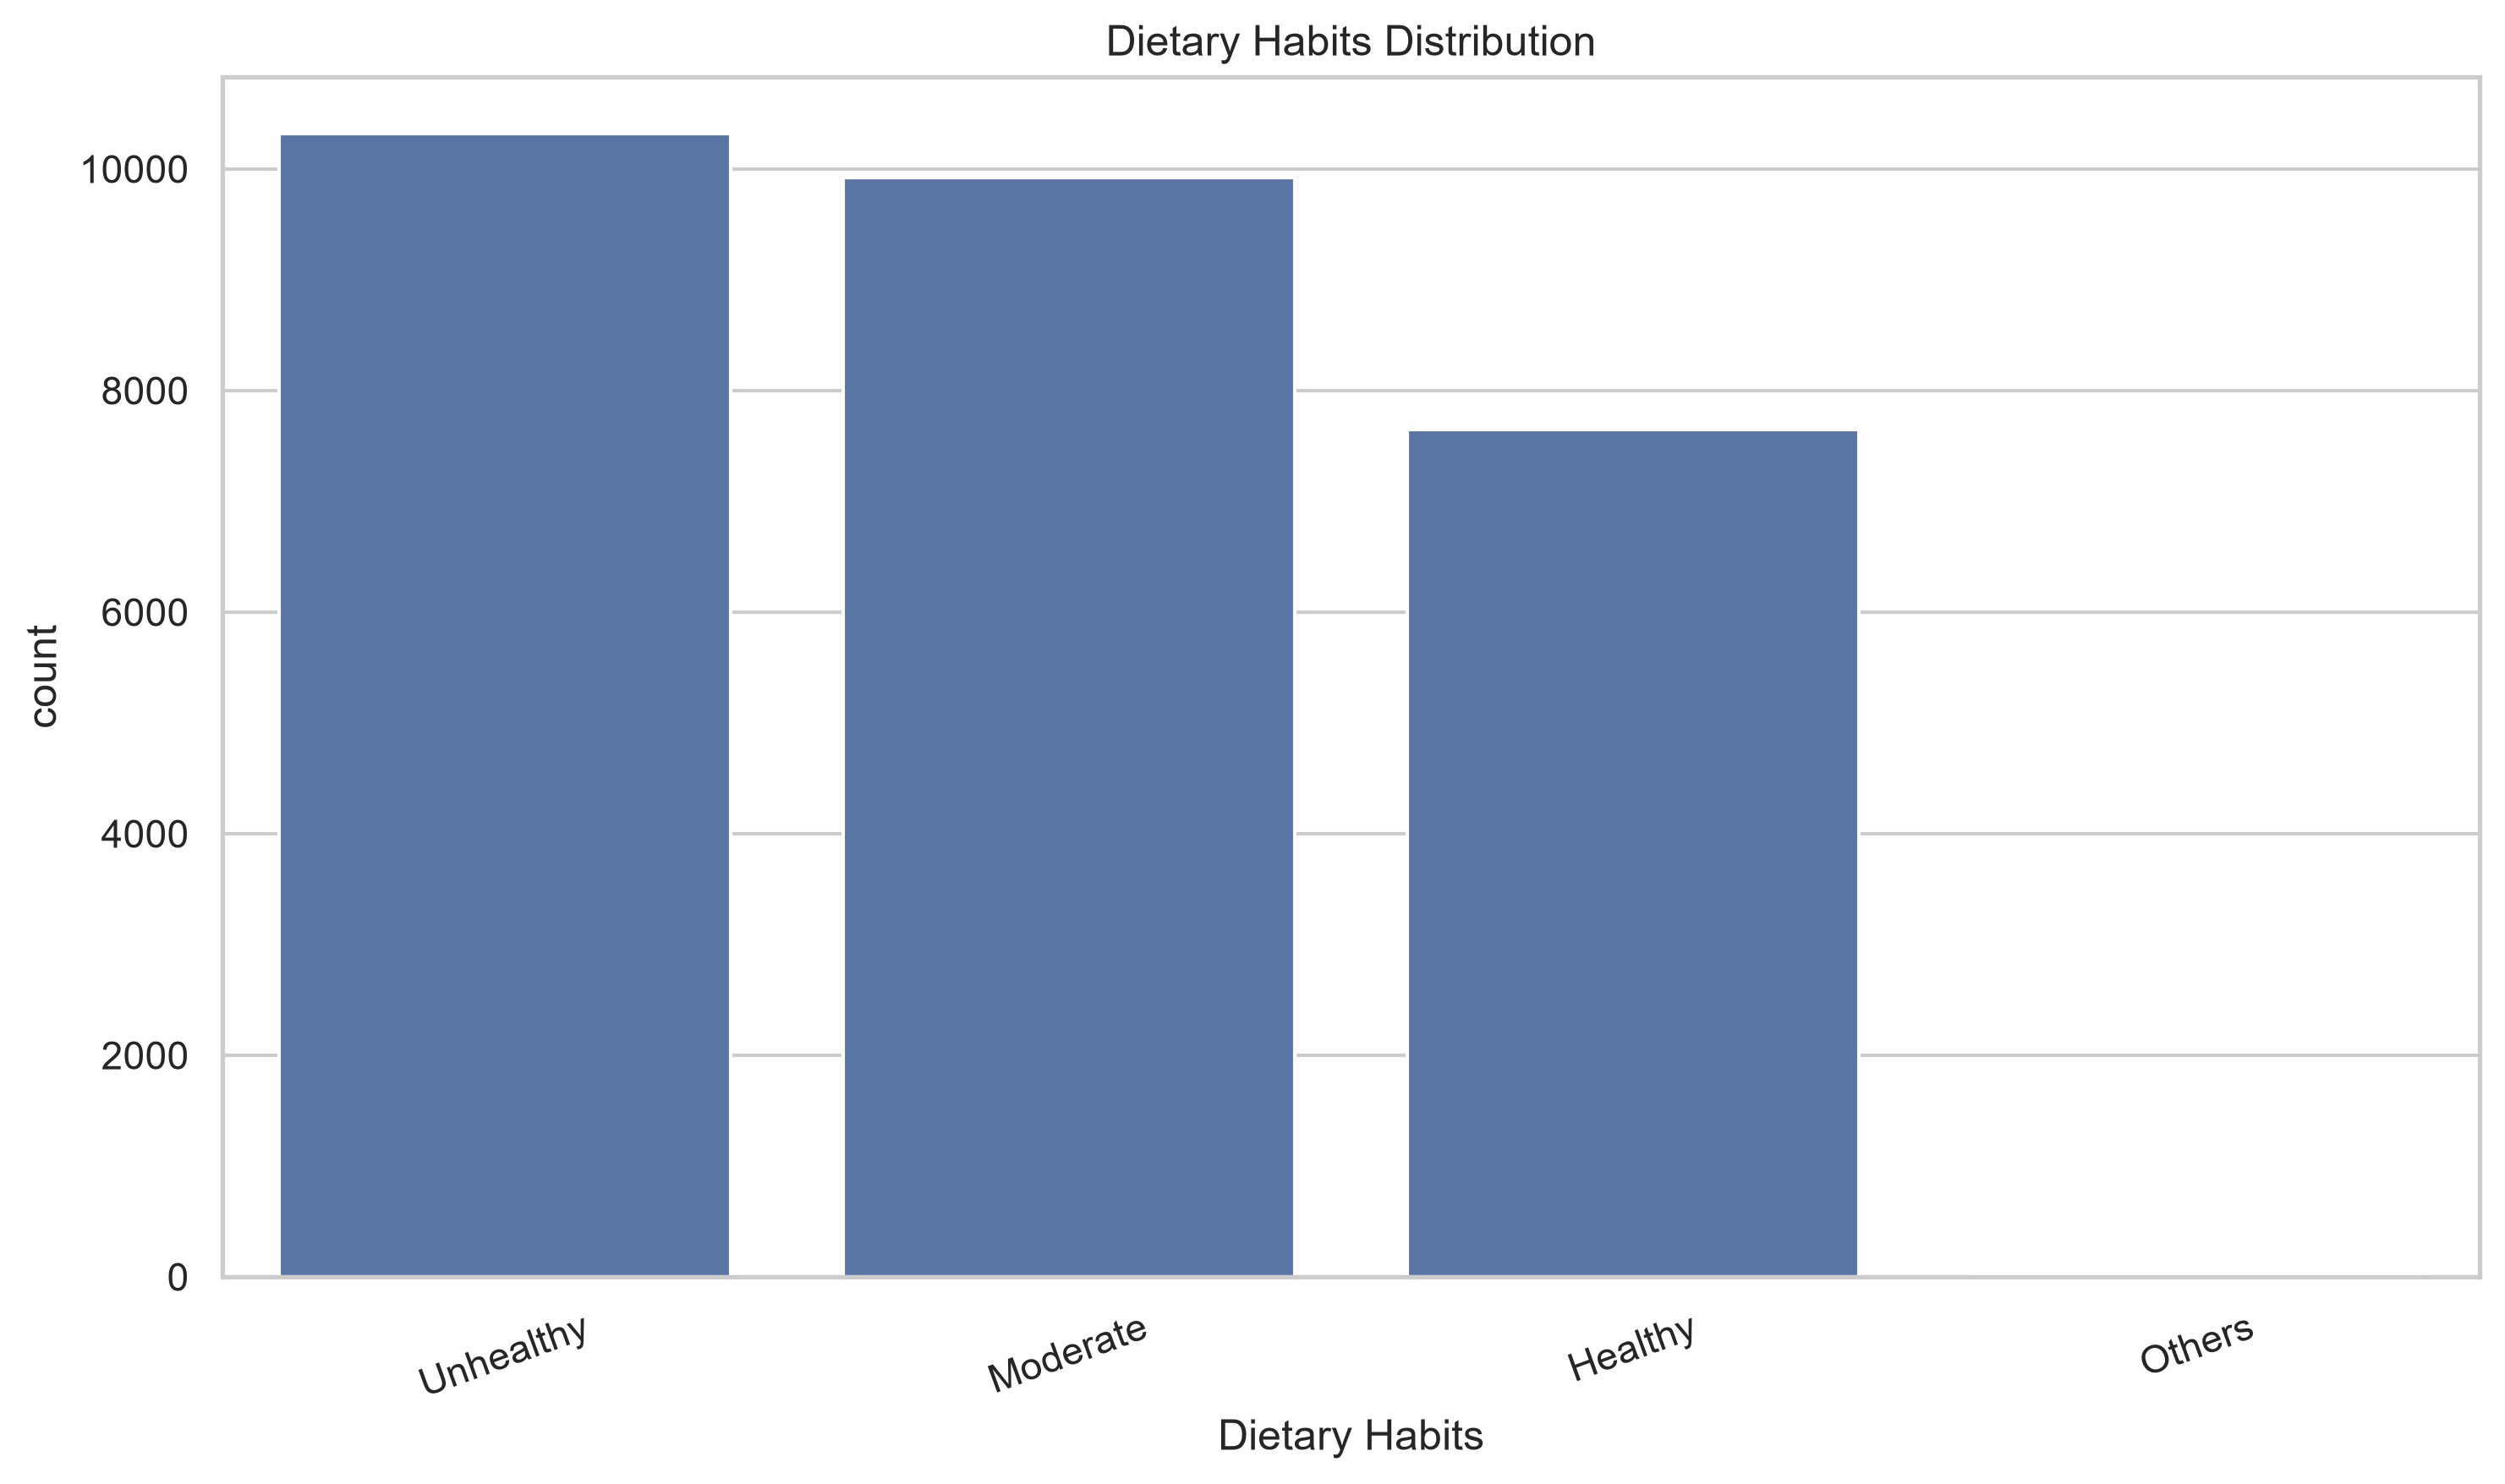 Dietary Habits Distribution
10000
8000
6000
4000
2000
0
count
Unhealthy
Moderate
Healthy
Others
Dietary Habits